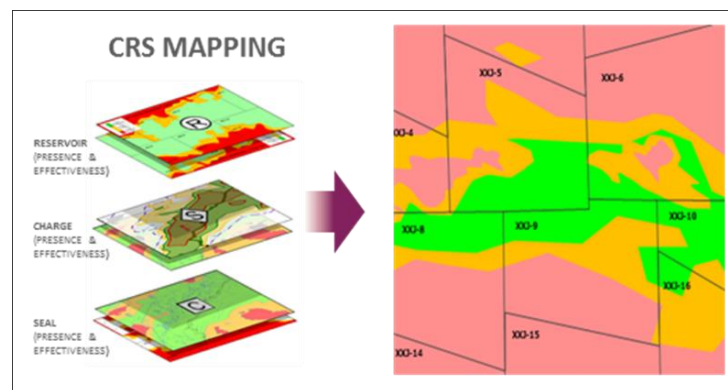 CRS MAPPING
RESERVOIR
(PRESENCE &
EFFECTIVENESS)
R
CHARGE
(PRESENCE &
EFFECTIVENESS)
S
SEAL
(PRESENCE &
EFFECTIVENESS)
C
XXJ-5
XXJ-6
XXJ-4
XXJ-8
XXJ-9
XXJ-10
XXJ-16
XXJ-15
XXJ-14